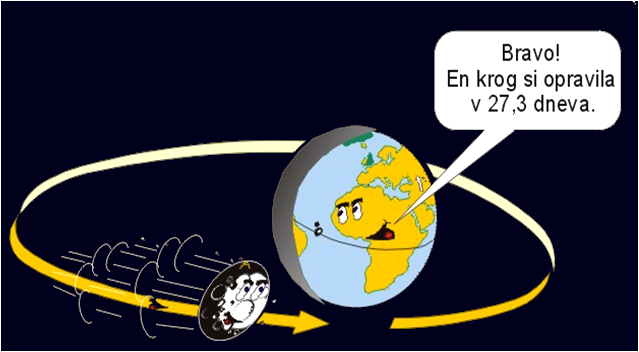 Bravo!
En krog si opravila
v 27,3 dneva.